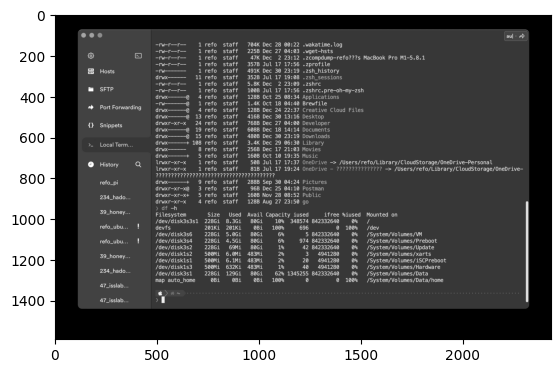 0
200
400
600
800
1000
1200
1400
0
500
1000
1500
2000
Hosts
SFTP
Port Forwarding
Snippets
Local Term...
History
refo_pi
234_hado...
39_honey...
refo_ubu...
refo_ubu...
39_honey...
234_hado...
47_isslab...
47_isslab...
-rw-r--r-- 1 refo staff 704K Dec 28 00:22 .wakatime.log
-rw-r--r-- 1 refo staff 225B Dec 27 04:03 .wget-hsts
-rw-r--r-- 1 refo staff 47K Dec 2 23:12 .zcompdump-refo???s MacBook Pro M1-5.8.1
-rw-r--r-- 1 refo staff 357B Jul 17 17:56 .zprofile
-rw------- 1 refo staff 491K Dec 30 23:19 .zsh_history
drwx------ 11 refo staff 352B Jul 19 17:08 .zsh_sessions
-rw-r--r-- 1 refo staff 5.0K Dec 2 23:09 .zshrc
-rw-r--r-- 1 refo staff 100B Jul 17 17:56 .zshrc.pre-oh-my-zsh
drwx------@ 4 refo staff 128B Oct 25 08:34 Applications
-rw-r--r-- 1 refo staff 1.4K Oct 18 04:40 Brewfile
drwx------@ 4 refo staff 128B Dec 24 22:37 Creative Cloud Files
drwx------@ 13 refo staff 416B Dec 30 13:18 Desktop
drwxr-xr-x 24 refo staff 768B Dec 27 04:00 Developer
drwx------@ 19 refo staff 608B Dec 18 14:14 Documents
drwx------@ 15 refo staff 480B Dec 30 23:19 Downloads
drwx------+ 108 refo staff 3.4K Dec 29 06:30 Library
drwx------ 8 refo staff 256B Dec 17 21:03 Movies
drwx------+ 5 refo staff 160B Oct 10 19:35 Music
lrwxr-xr-x 1 refo staff 50B Jul 17 17:37 OneDrive -> /Users/refo/Library/CloudStorage/OneDrive-Personal
lrwxr-xr-x 1 refo staff 81B Jul 19 19:24 OneDrive - -> /Users/refo/Library/CloudStorage/OneDrive-
drwx------+ 9 refo staff 288B Sep 30 04:24 Pictures
drwxr-xr-x@ 3 refo staff 96B Dec 25 04:10 Postman
drwxr-xr-x+ 5 refo staff 160B Nov 28 00:52 Public
drwxr-xr-x 4 refo staff 128B Aug 27 23:50 go
> df -h
Filesystem Size Used Avail Capacity iused ifree %iused Mounted on
/dev/disk3s3s1 228Gi 8.3Gi 80Gi 10% 348574 842332640 0% /
devfs 201Ki 201Ki 0Bi 100% 696 0 100% /dev
/dev/disk3s6 228Gi 5.0Gi 80Gi 6% 5 842332640 0% /System/Volumes/VM
/dev/disk3s4 228Gi 4.5Gi 80Gi 6% 974 842332640 0% /System/Volumes/Preboot
/dev/disk3s2 228Gi 69Mi 80Gi 1% 42 842332640 0% /System/Volumes/Update
/dev/disk1s2 500Mi 6.0Mi 483Mi 2% 3 4941280 0% /System/Volumes/xarts
/dev/disk1s1 500Mi 6.1Mi 483Mi 2% 28 4941280 0% /System/Volumes/iSCPreboot
/dev/disk1s3 500Mi 632Ki 483Mi 1% 40 4941280 0% /System/Volumes/Hardware
/dev/disk3s1 228Gi 129Gi 80Gi 62% 1345255 842332640 0% /System/Volumes/Data
map auto_home 0Bi 0Bi 0Bi 100% 0 0 100% /System/Volumes/Data/home